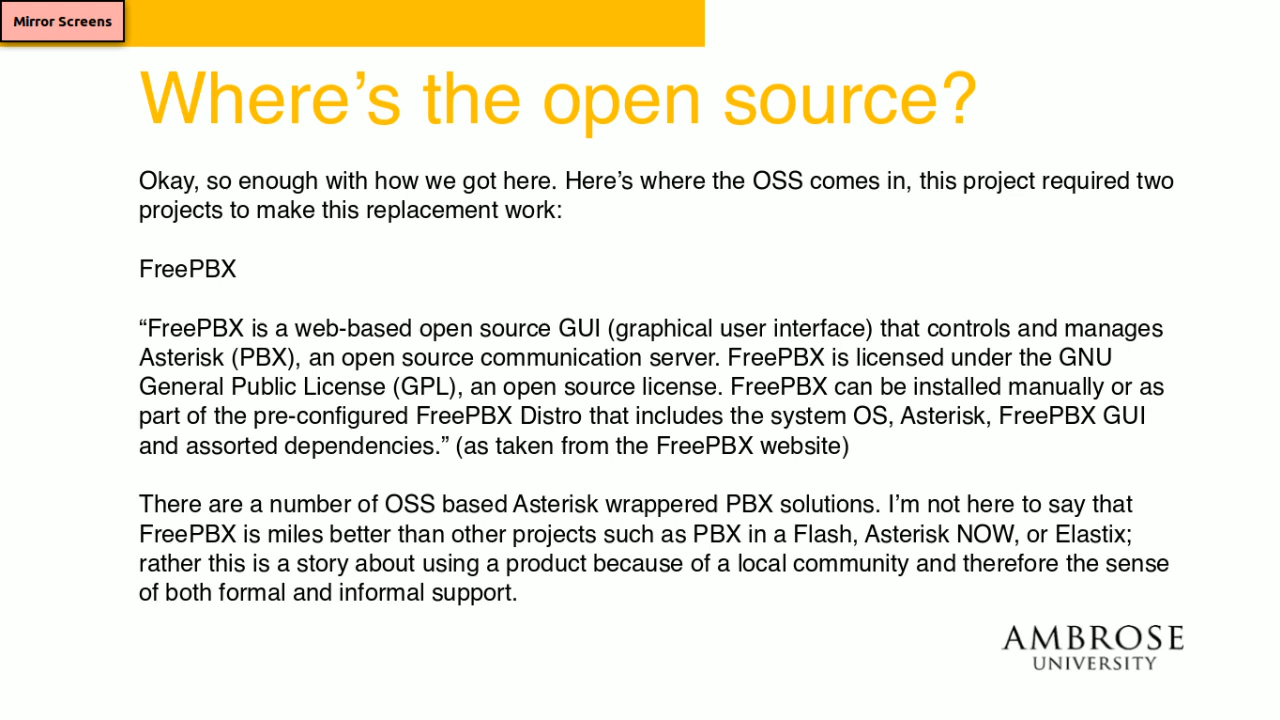 Mirror Screens
Where’s the open source?
Okay, so enough with how we got here. Here’s where the OSS comes in, this project required two
projects to make this replacement work:
FreePBX
“FreePBX is a web-based open source GUI (graphical user interface) that controls and manages
Asterisk (PBX), an open source communication server. FreePBX is licensed under the GNU
General Public License (GPL), an open source license. FreePBX can be installed manually or as
part of the pre-configured FreePBX Distro that includes the system OS, Asterisk, FreePBX GUI
and assorted dependencies.” (as taken from the FreePBX website)
There are a number of OSS based Asterisk wrappered PBX solutions. I’m not here to say that
FreePBX is miles better than other projects such as PBX in a Flash, Asterisk NOW, or Elastix;
rather this is a story about using a product because of a local community and therefore the sense
of both formal and informal support.
AMBROSE
UNIVERSITY